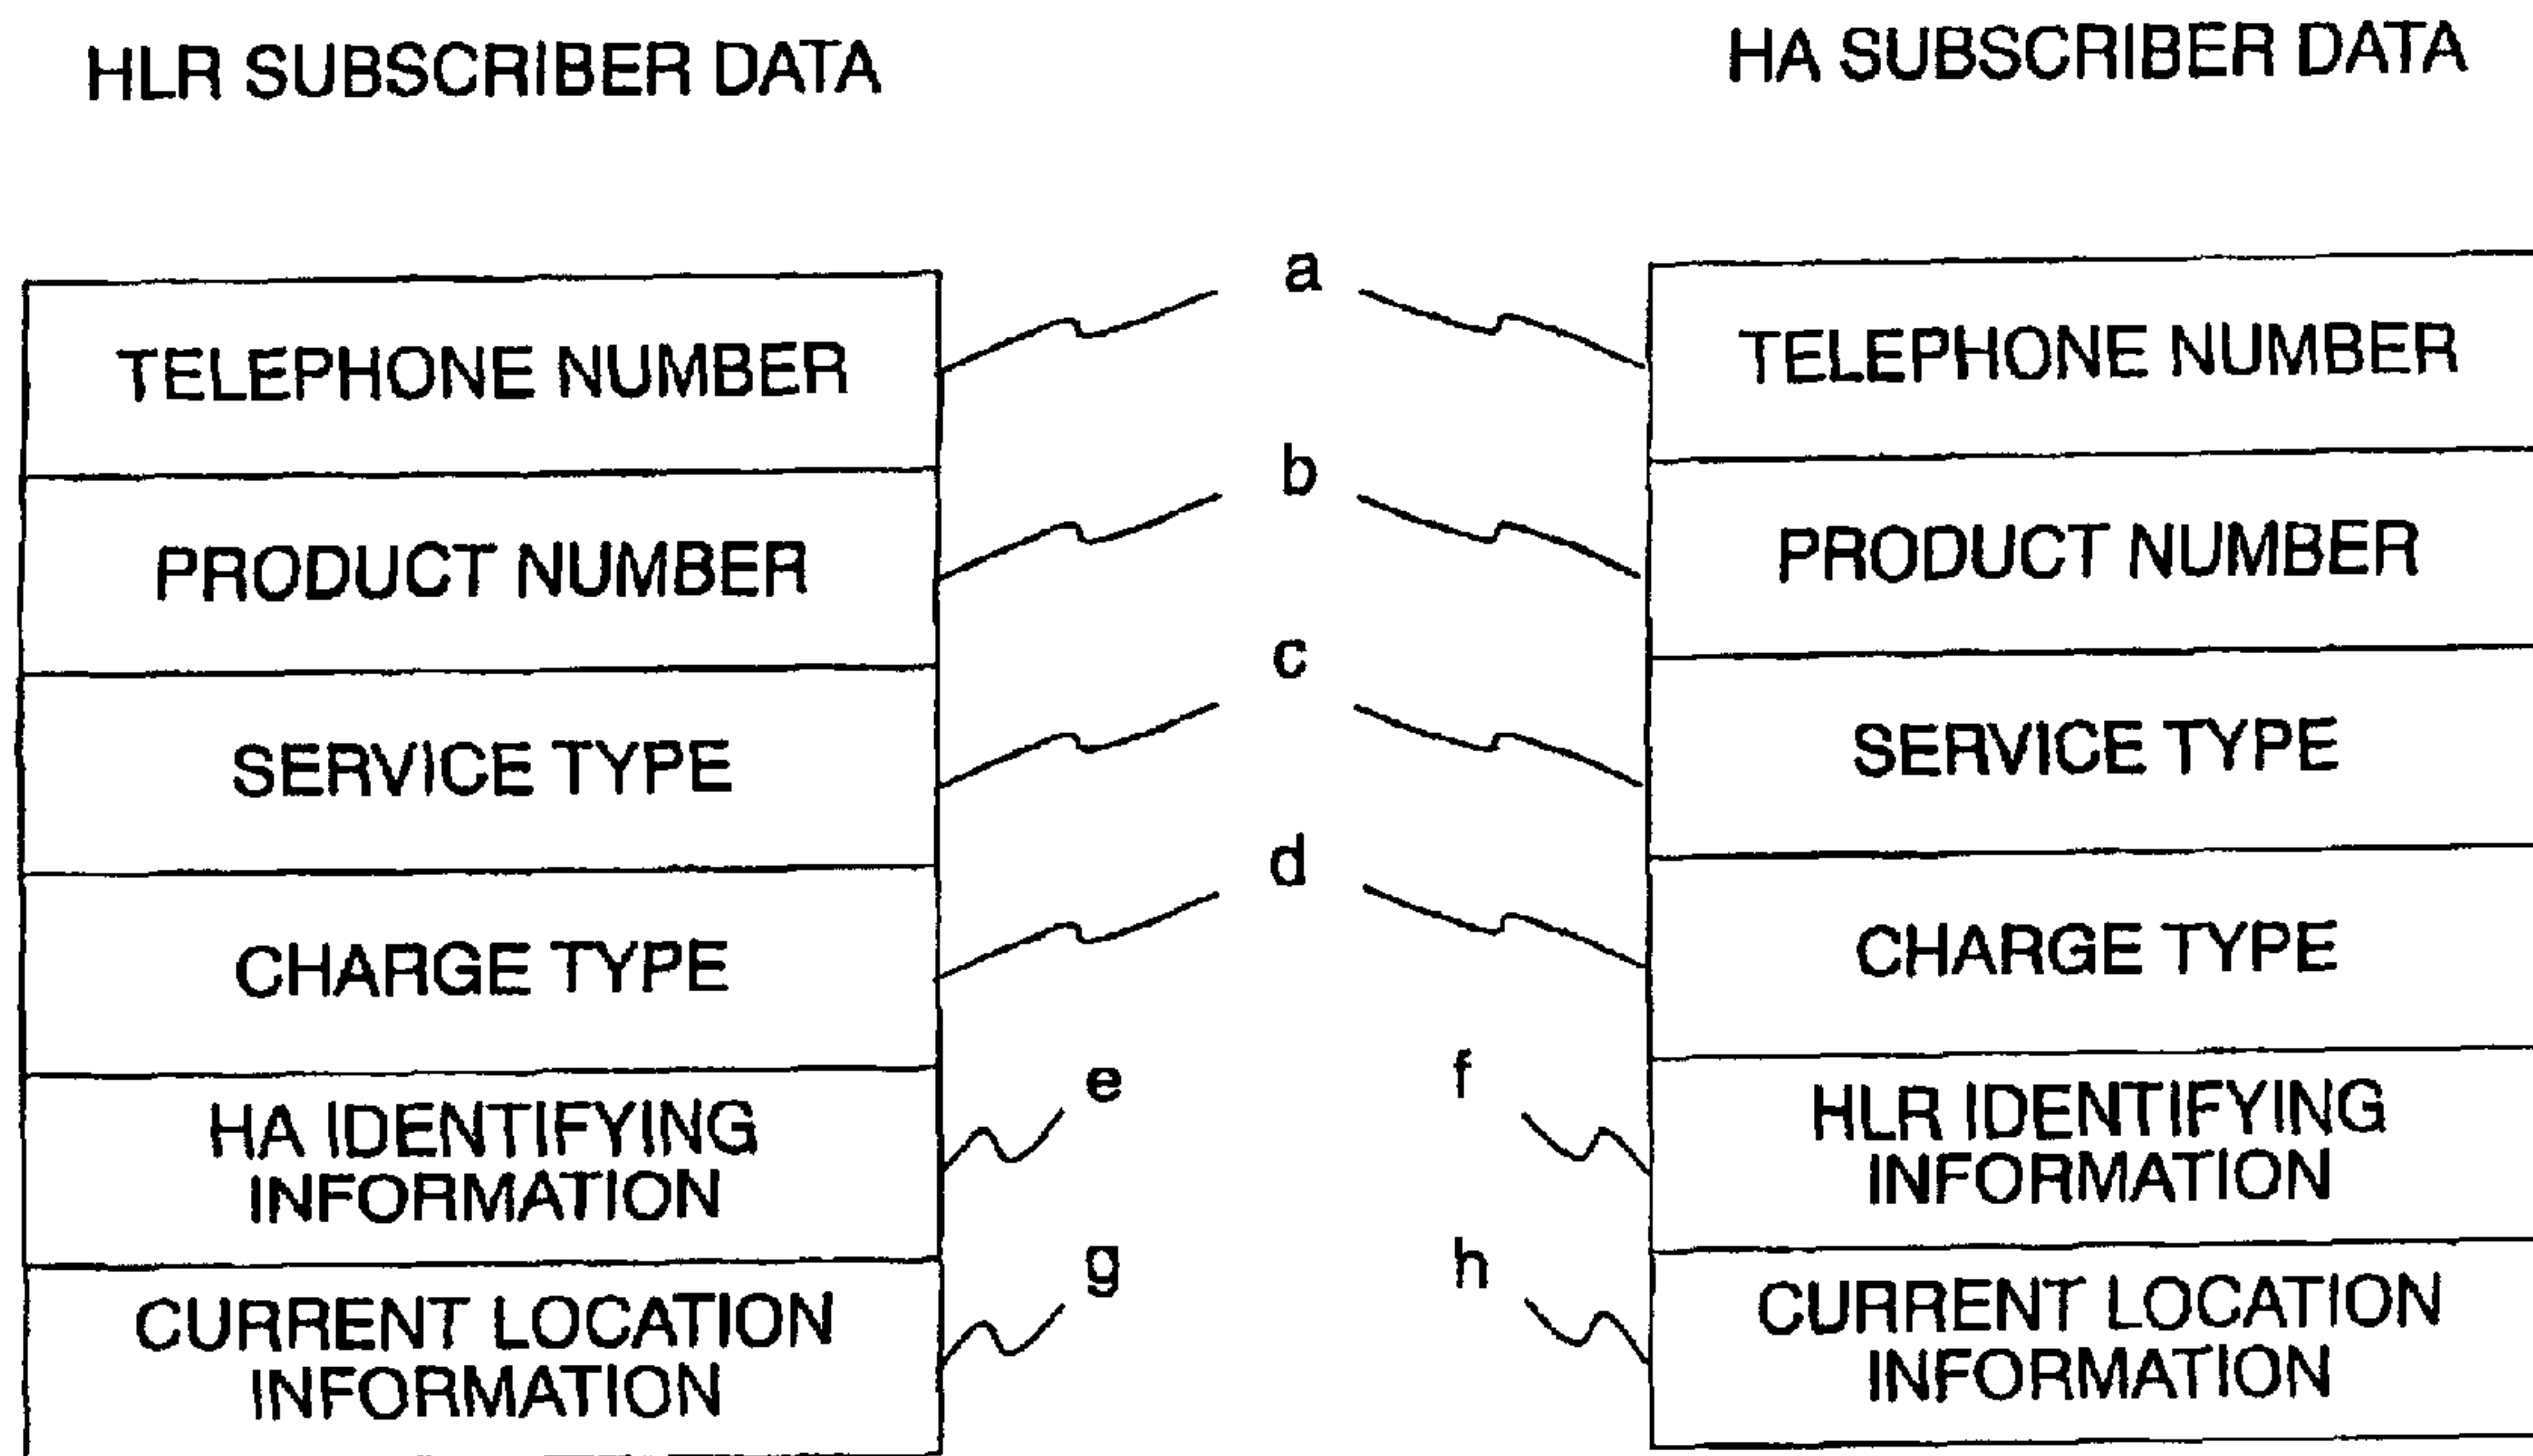 HLR SUBSCRIBER DATA
HA SUBSCRIBER DATA
TELEPHONE NUMBER
a
TELEPHONE NUMBER
PRODUCT NUMBER
b
PRODUCT NUMBER
SERVICE TYPE
c
SERVICE TYPE
CHARGE TYPE
d
CHARGE TYPE
HA IDENTIFYING
INFORMATION
e
f
HLR IDENTIFYING
INFORMATION
CURRENT LOCATION
INFORMATION
g
h
CURRENT LOCATION
INFORMATION